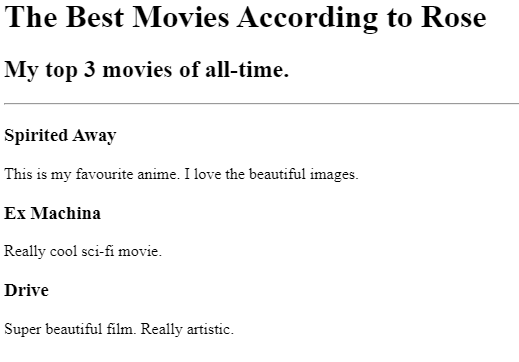 The Best Movies According to Rose
My top 3 movies of all-time.
Spirited Away
This is my favourite anime. I love the beautiful images.
Ex Machina
Really cool sci-fi movie.
Drive
Super beautiful film. Really artistic.